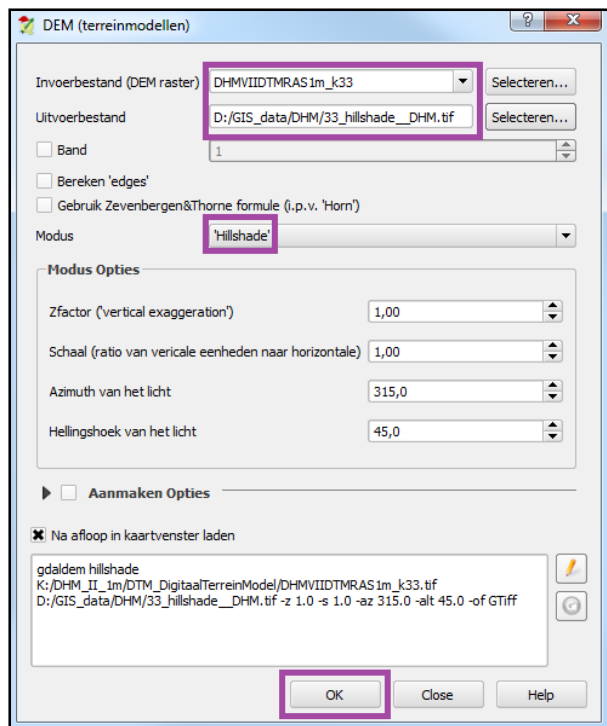 DEM (terreinmodellen)
Invoerbestand (DEM raster) DHMVIIDTMRAS1m_k33 Selecteren...
Uitvoerbestand D:/GIS_data/DHM/33_hillshade__DHM.tif Selecteren...
Band 1
Bereken 'edges'
Gebruik Zevenbergen&Thorne formule (i.p.v. 'Horn')
Modus 'Hillshade'
Modus Opties
Zfactor ('vertical exaggeration') 1,00
Schaal (ratio van vericale eenheden naar horizontale) 1,00
Azimuth van het licht 315,0
Hellingshoek van het licht 45,0
Aanmaken Opties
Na afloop in kaartvenster laden
gdaldem hillshade
K:/DHM_II_1m/DTM_DigitaalTerreinModel/DHMVIIDTMRAS1m_k33.tif
D:/GIS_data/DHM/33_hillshade__DHM.tif -z 1.0 -s 1.0 -az 315.0 -alt 45.0 -of GTiff
OK Close Help